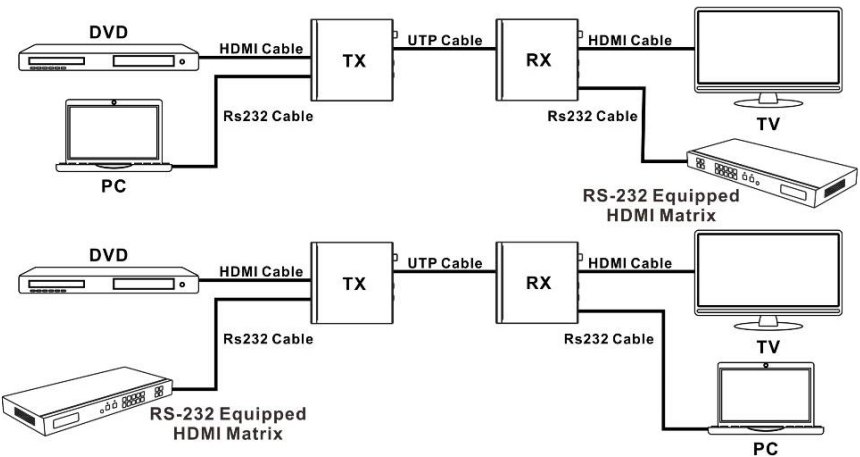 DVD
HDMI Cable
TX
UTP Cable
RX
HDMI Cable
Rs232 Cable
Rs232 Cable
TV
PC
RS-232 Equipped
HDMI Matrix
DVD
HDMI Cable
TX
UTP Cable
RX
HDMI Cable
Rs232 Cable
Rs232 Cable
TV
RS-232 Equipped
HDMI Matrix
PC